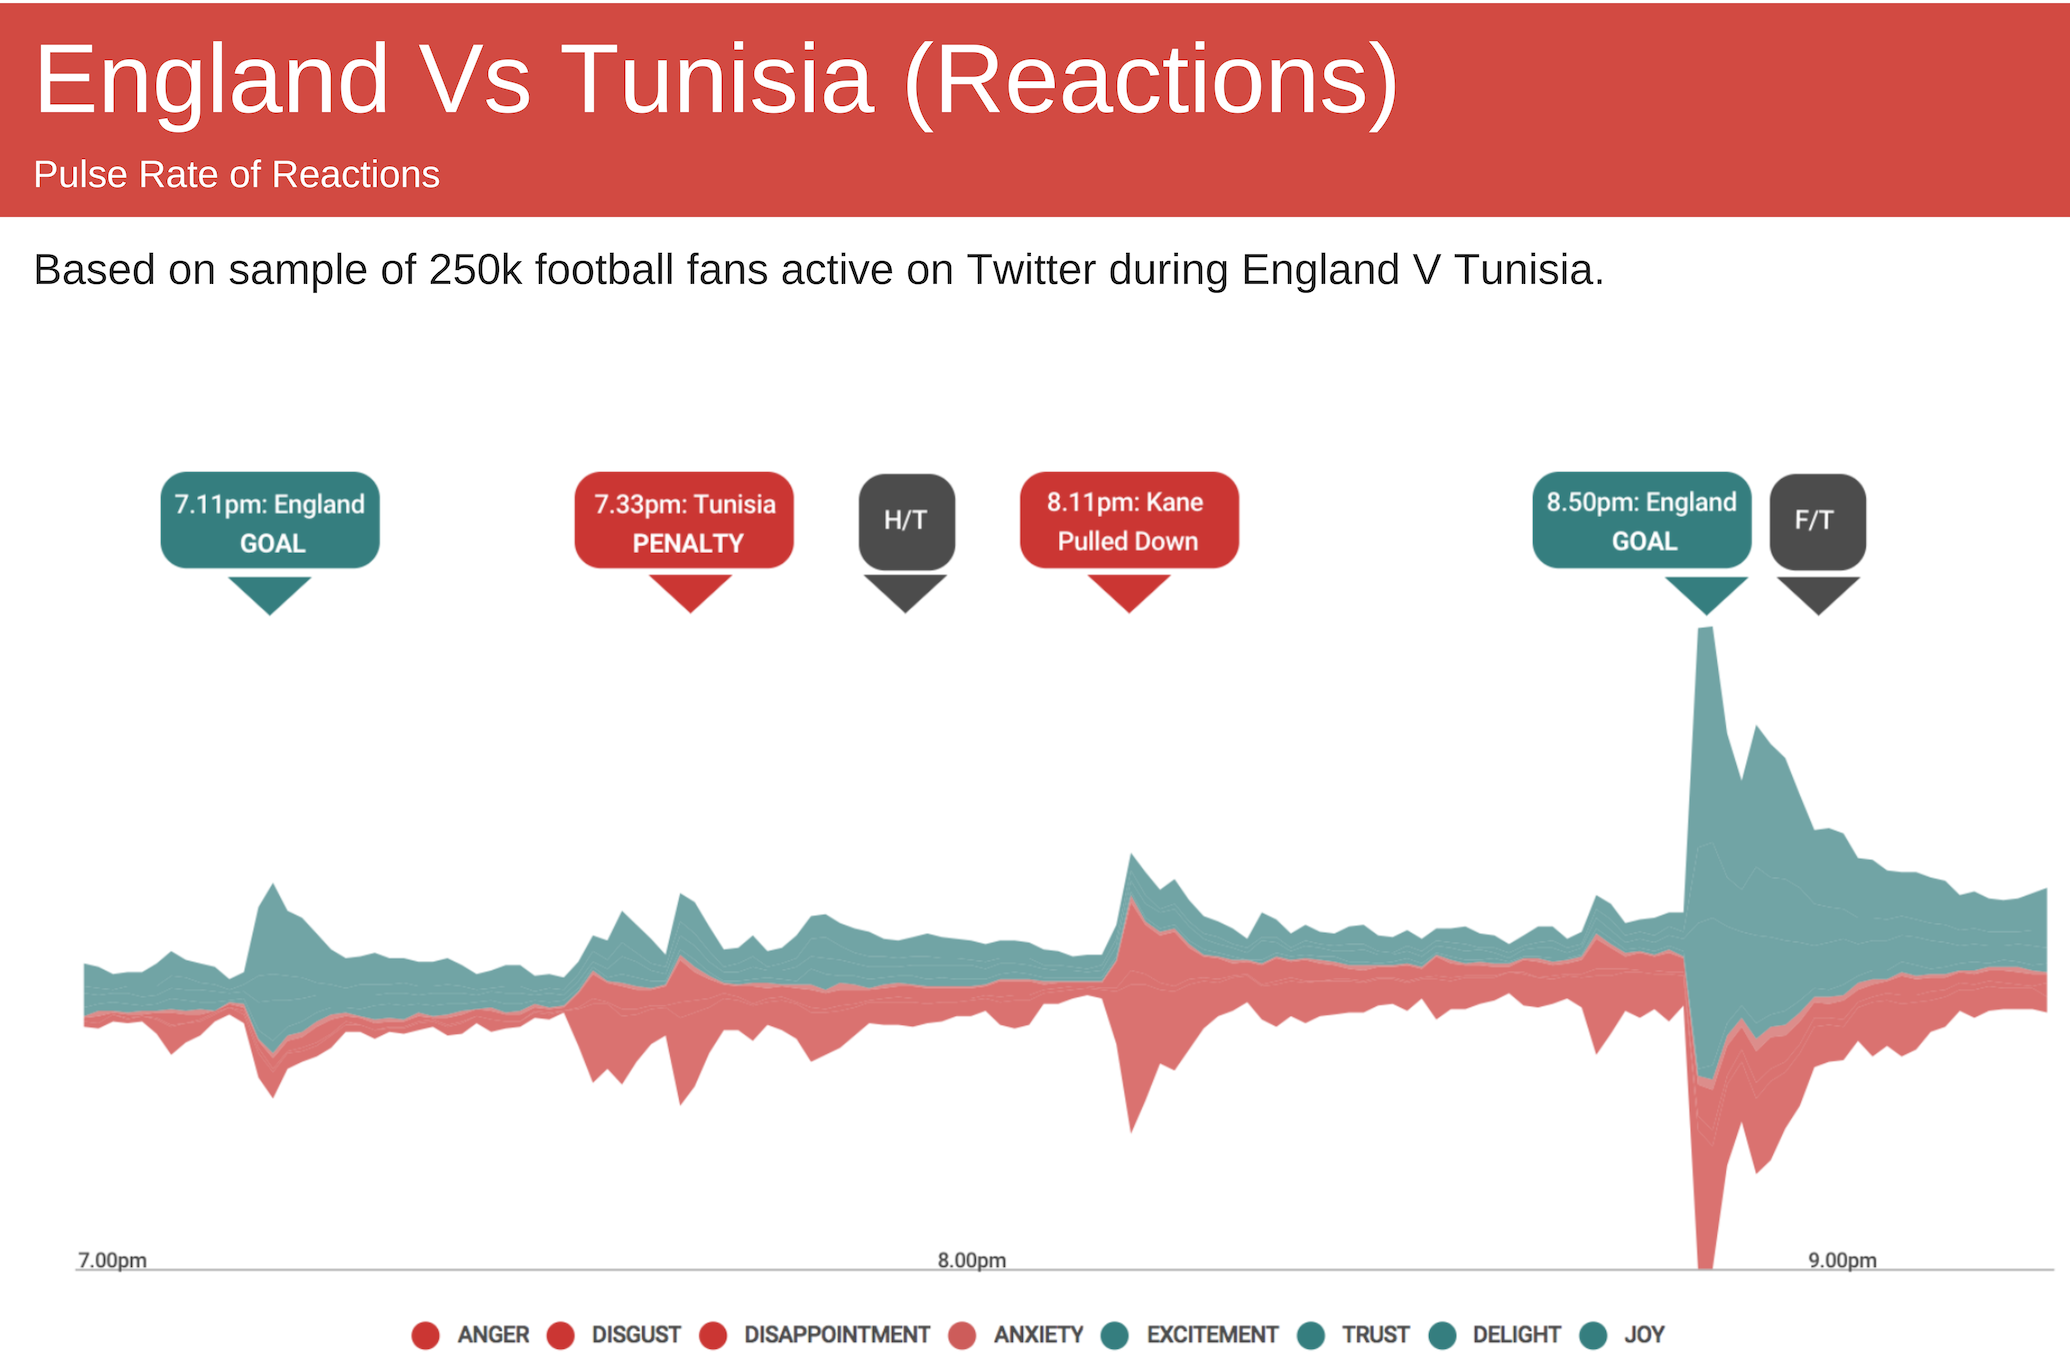 England Vs Tunisia (Reactions)
Pulse Rate of Reactions
Based on sample of 250k football fans active on Twitter during England V Tunisia.
7.11pm: England
GOAL
7.33pm: Tunisia
PENALTY
H/T
8.11pm: Kane
Pulled Down
8.50pm: England
GOAL
F/T
7.00pm
8.00pm
9.00pm
ANGER
DISGUST
DISAPPOINTMENT
ANXIETY
EXCITEMENT
TRUST
DELIGHT
JOY